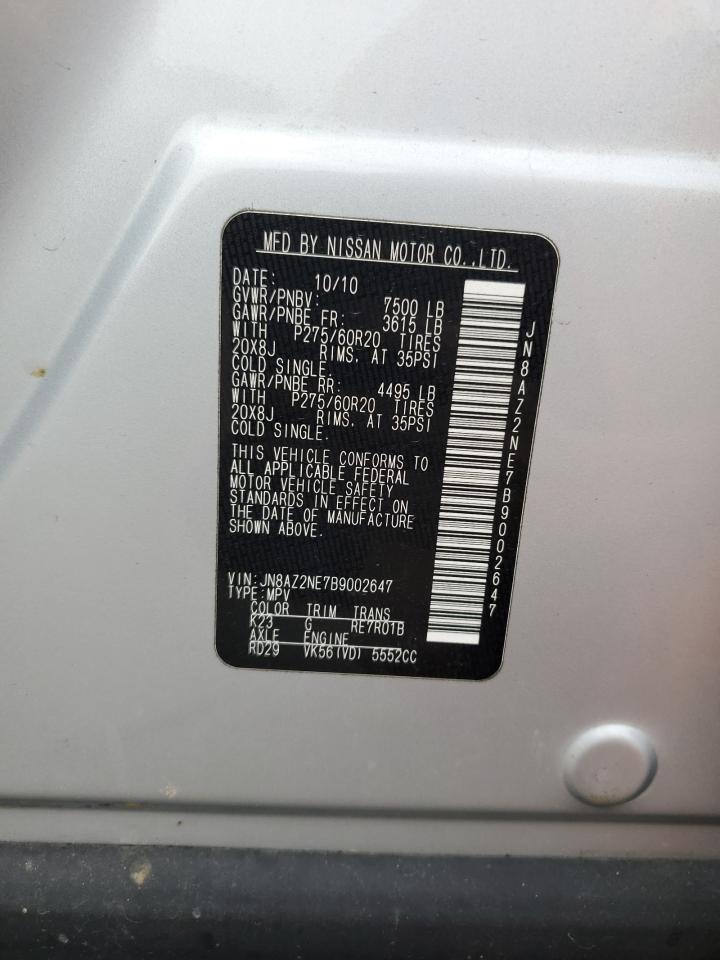 MFD BY NISSAN MOTOR CO.,LTD.
DATE: 10/10
GVWR/PNBV: 7500 LB
GAWR/PNBE FR: 3615 LB
WITH P275/60R20 TIRES
20X8J RIMS, AT 35PSI
COLD SINGLE.
GAWR/PNBE RR: 4495 LB
WITH P275/60R20 TIRES
20X8J RIMS, AT 35PSI
COLD SINGLE.
THIS VEHICLE CONFORMS TO
ALL APPLICABLE FEDERAL
MOTOR VEHICLE SAFETY
STANDARDS IN EFFECT ON
THE DATE OF MANUFACTURE
SHOWN ABOVE.
VIN:JN8AZ2NE7B9002647
TYPE:MPV
COLOR TRIM TRANS
K23 G RE7R01B
AXLE ENGINE
RD29 VK56(VD) 5552CC
JN8AZ2NE7B9002647